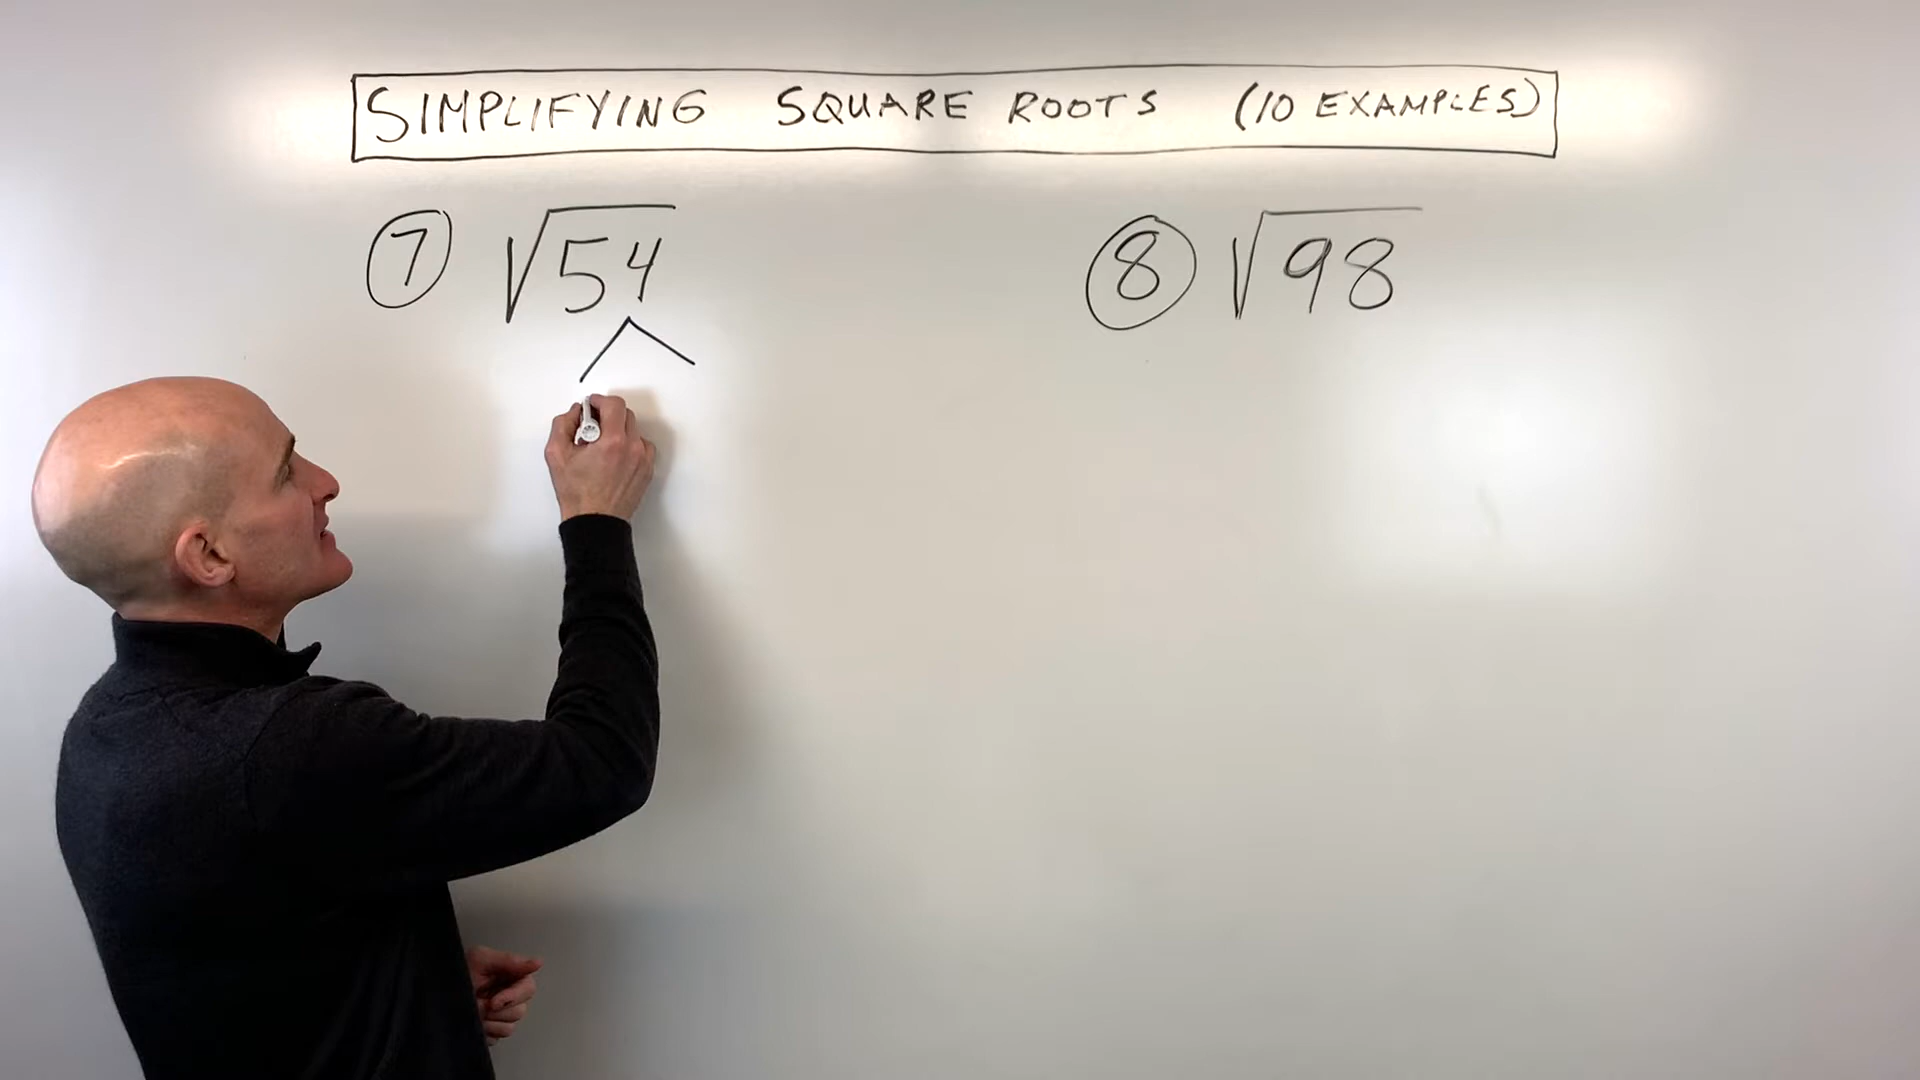 SIMPLIFYING SQUARE ROOTS (10 EXAMPLES)
⑦ √54
⑧ √98